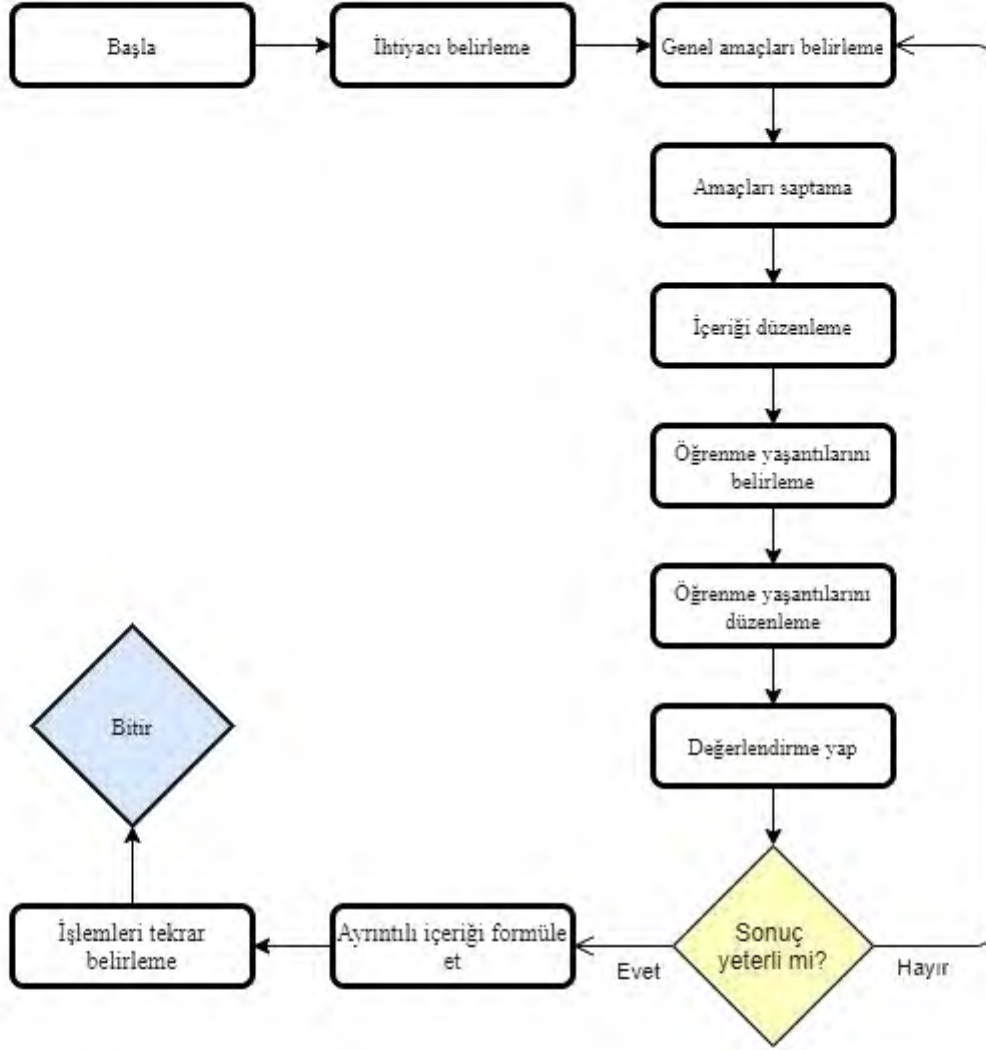 Başla
İhtiyacı belirleme
Genel amaçları belirleme
Amaçları saptama
İçeriği düzenleme
Öğrenme yaşantılarını
belirleme
Öğrenme yaşantılarını
düzenleme
Değerlendirme yap
Sonuç
yeterli mi?
Hayır
Evet
Ayrıntılı içeriği formüle
et
İşlemleri tekrar
belirleme
Bitir